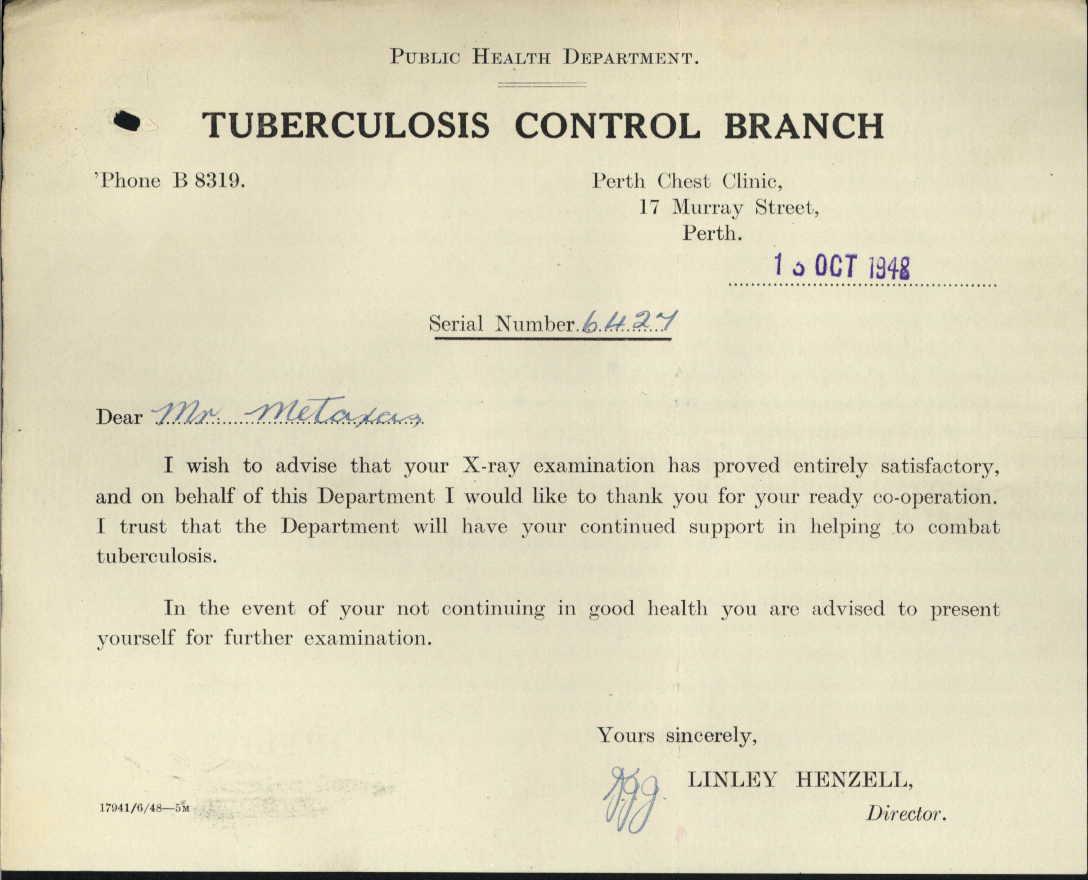 PUBLIC HEALTH DEPARTMENT.
TUBERCULOSIS CONTROL BRANCH
'Phone B 8319.
Perth Chest Clinic,
17 Murray Street,
Perth.
OCT 1948
Serial Number 6427
Dear Mr. Metaxas
I wish to advise that your X-ray examination has proved entirely satisfactory,
and on behalf of this Department I would like to thank you for your ready co-operation.
I trust that the Department will have your continued support in helping to combat
tuberculosis.
In the event of your not continuing in good health you are advised to present
yourself for further examination.
Yours sincerely,
LINLEY HENZELL,
Director.
17941/6/48—5M